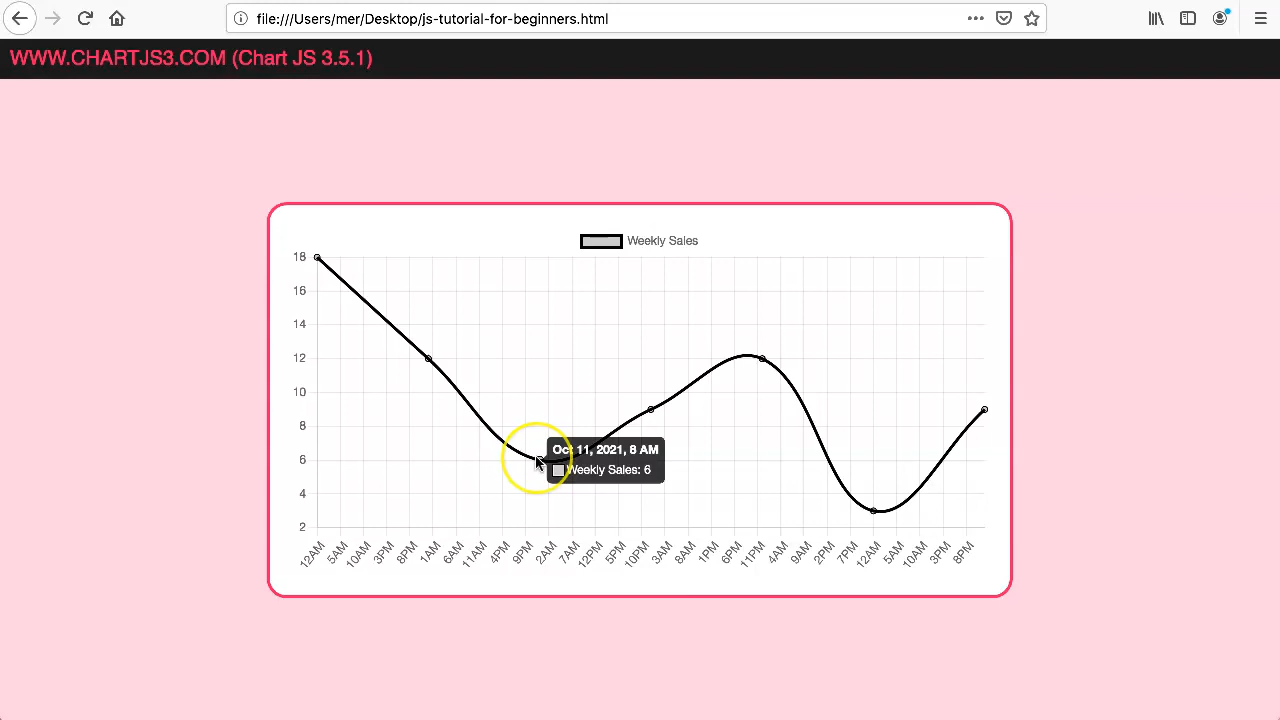 file:///Users/mer/Desktop/js-tutorial-for-beginners.html
WWW.CHARTJS3.COM (Chart JS 3.5.1)
Weekly Sales
18
16
14
12
10
8
6
4
2
Oct 11, 2021, 8 AM
Weekly Sales: 6
12AM 5AM 10AM 3PM 8PM 1AM 6AM 11AM 4PM 9PM 2AM 7AM 12PM 5PM 10PM 3AM 8AM 1PM 6PM 11PM 4AM 9AM 2PM 7PM 12AM 5AM 10AM 3PM 8PM